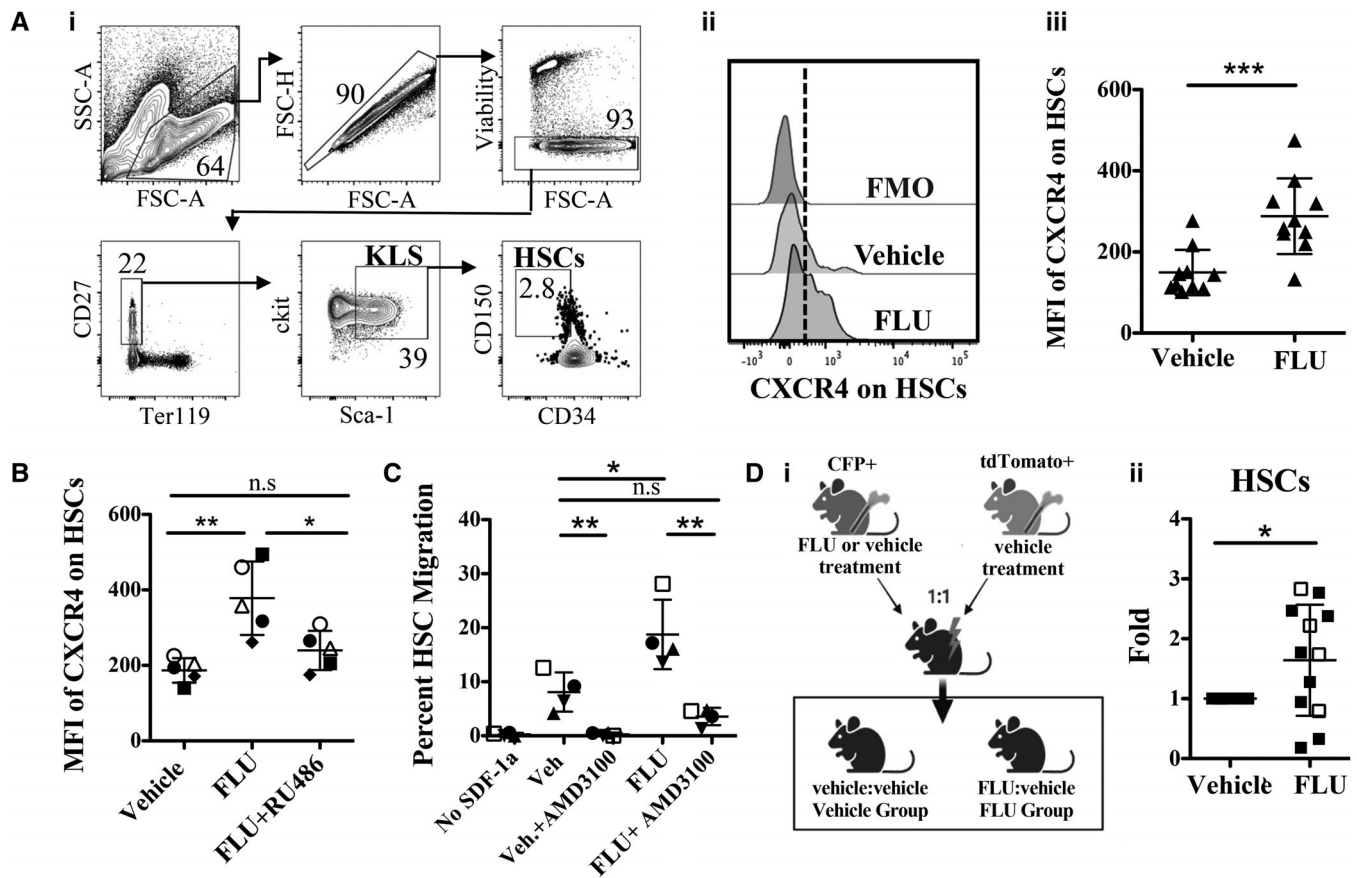 A
i
SSC-A
64
FSC-A
FSC-H
90
FSC-A
Viability
93
FSC-A
CD27
22
Ter119
ckit
KLS
39
Sca-1
CD150
HSCs
2.8
CD34
ii
FMO
Vehicle
FLU
-10³ 0 10³ 10⁴ 10⁵
CXCR4 on HSCs
iii
MFI of CXCR4 on HSCs
600
400
200
0
***
Vehicle FLU
B
MFI of CXCR4 on HSCs
600
400
200
0
n.s
** *
Vehicle
FLU
FLU+RU486
C
Percent HSC Migration
40
30
20
10
0
*
n.s
** **
No SDF-1a
Veh
Veh.+AMD3100
FLU
FLU+ AMD3100
D
i
CFP+
tdTomato+
FLU or vehicle
treatment
vehicle
treatment
1:1
vehicle:vehicle
Vehicle Group
FLU:vehicle
FLU Group
ii
HSCs
Fold
4
3
2
1
0
*
Vehicle FLU